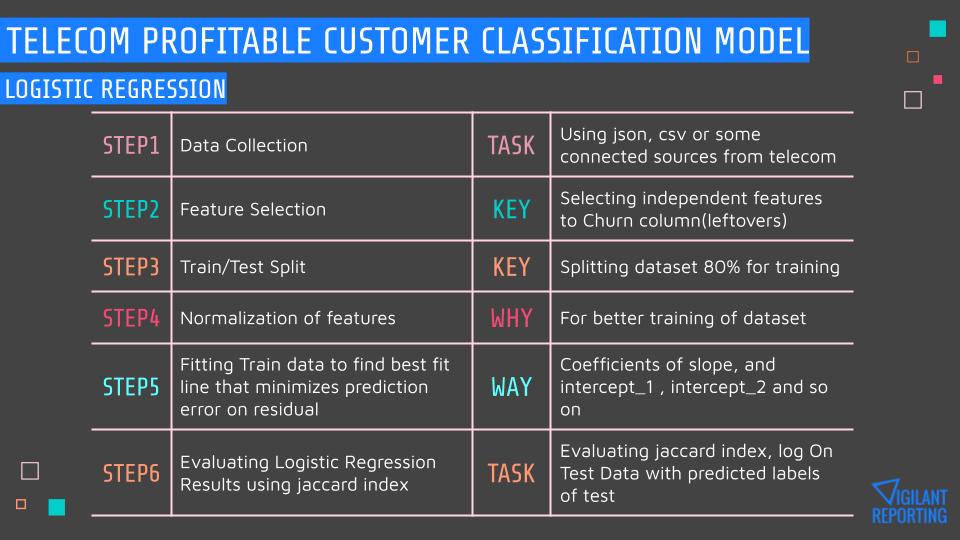 TELECOM PROFITABLE CUSTOMER CLASSIFICATION MODEL
LOGISTIC REGRESSION
STEP1
Data Collection
TASK
Using json, csv or some
connected sources from telecom
STEP2
Feature Selection
KEY
Selecting independent features
to Churn column(leftovers)
STEP3
Train/Test Split
KEY
Splitting dataset 80% for training
STEP4
Normalization of features
WHY
For better training of dataset
STEP5
Fitting Train data to find best fit
line that minimizes prediction
error on residual
WAY
Coefficients of slope, and
intercept_1 , intercept_2 and so
on
STEP6
Evaluating Logistic Regression
Results using jaccard index
TASK
Evaluating jaccard index, log On
Test Data with predicted labels
of test
VIGILANT
REPORTING